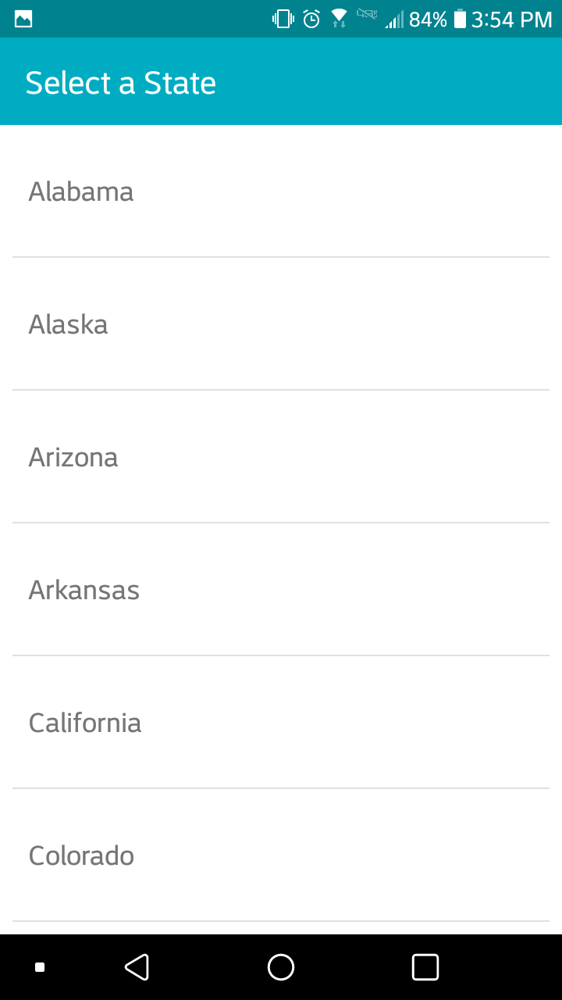 84% 3:54 PM
Select a State
Alabama
Alaska
Arizona
Arkansas
California
Colorado